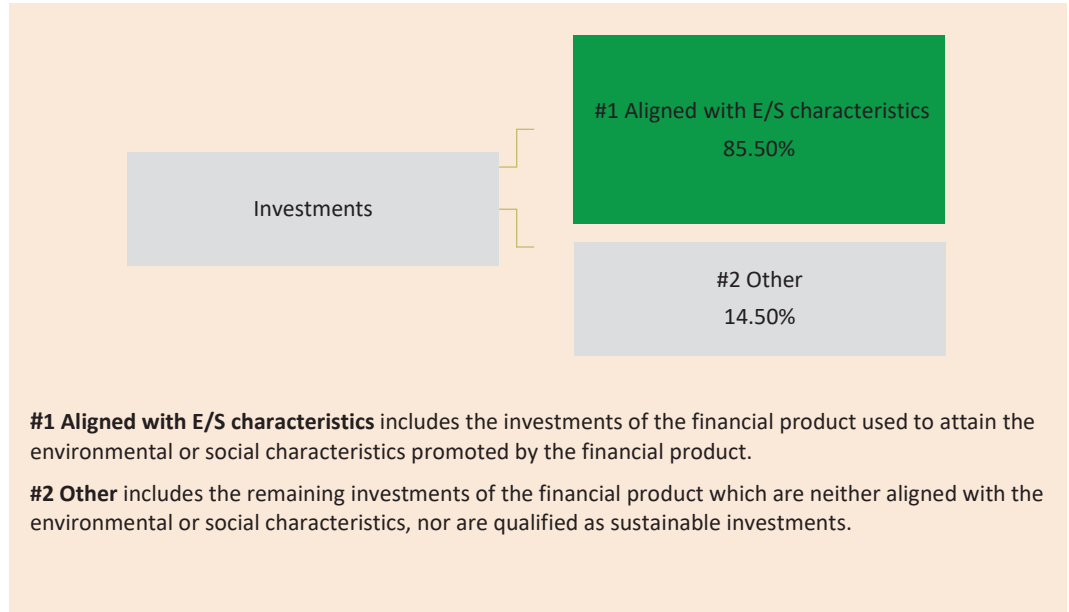 #1 Aligned with E/S characteristics
85.50%
Investments
#2 Other
14.50%
#1 Aligned with E/S characteristics includes the investments of the financial product used to attain the
environmental or social characteristics promoted by the financial product.
#2 Other includes the remaining investments of the financial product which are neither aligned with the
environmental or social characteristics, nor are qualified as sustainable investments.